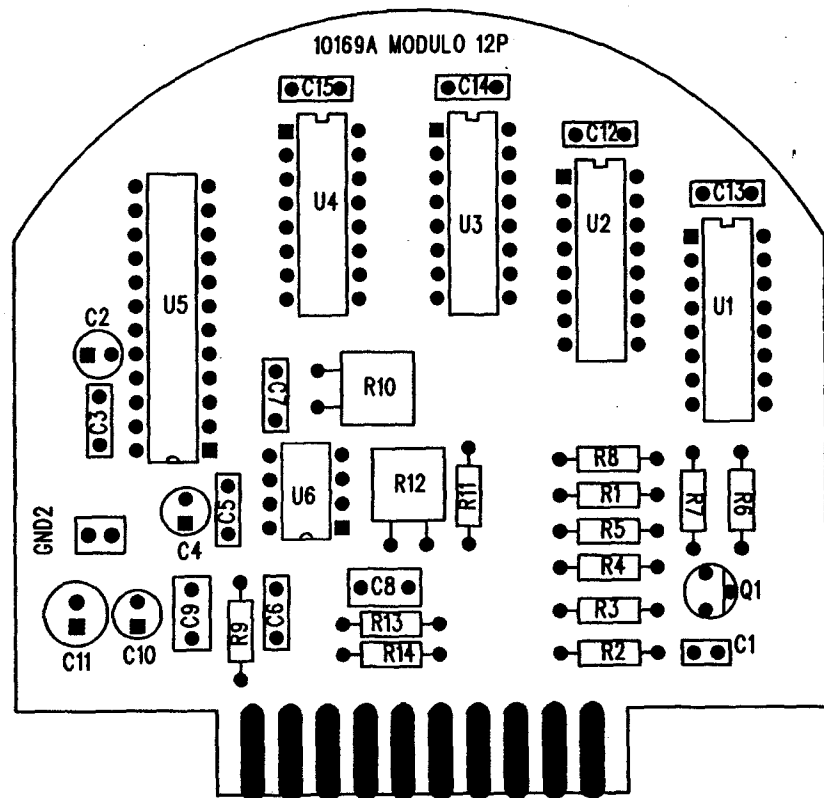 10169A MODULO 12P
C15
C14
C12
C13
U4
U3
U2
U1
U5
C2
C3
C7
R10
R8
R12
R11
U6
R1
R7
R6
C5
C4
GND2
R5
R4
C8
Q1
C11
C10
C9
R9
C6
R13
R3
R14
R2
C1